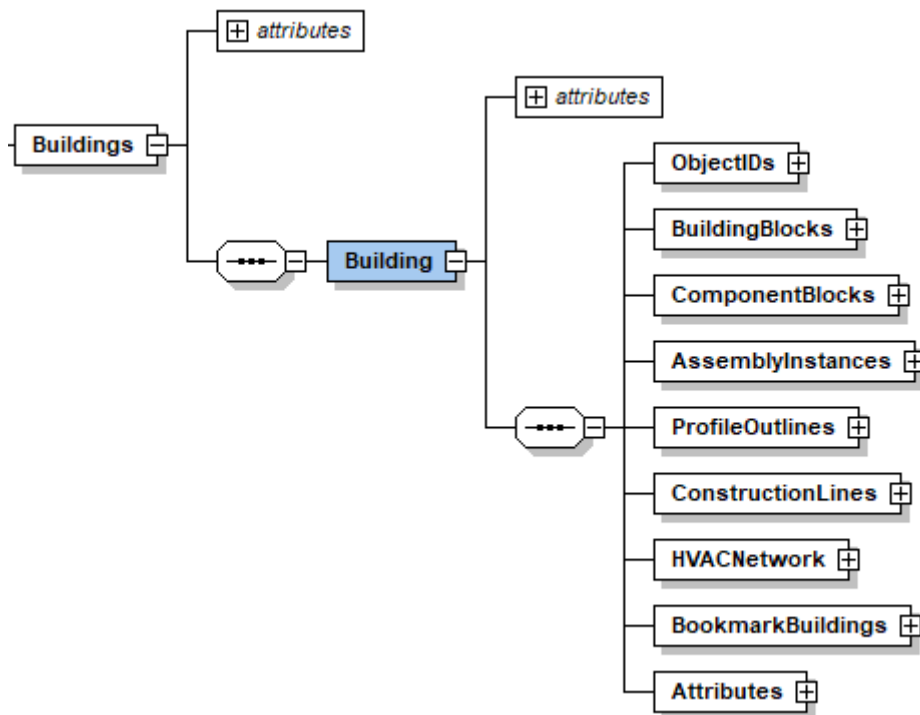 attributes
attributes
Buildings
ObjectIDs
BuildingBlocks
Building
ComponentBlocks
AssemblyInstances
ProfileOutlines
ConstructionLines
HVACNetwork
BookmarkBuildings
Attributes